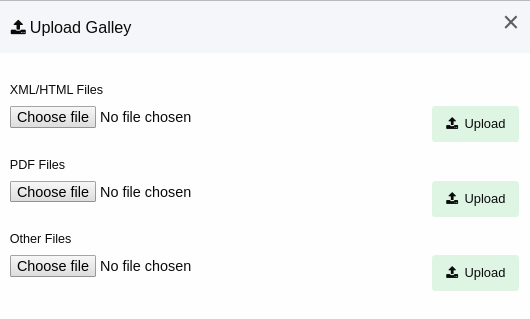 Upload Galley
XML/HTML Files
Choose file No file chosen Upload
PDF Files
Choose file No file chosen Upload
Other Files
Choose file No file chosen Upload